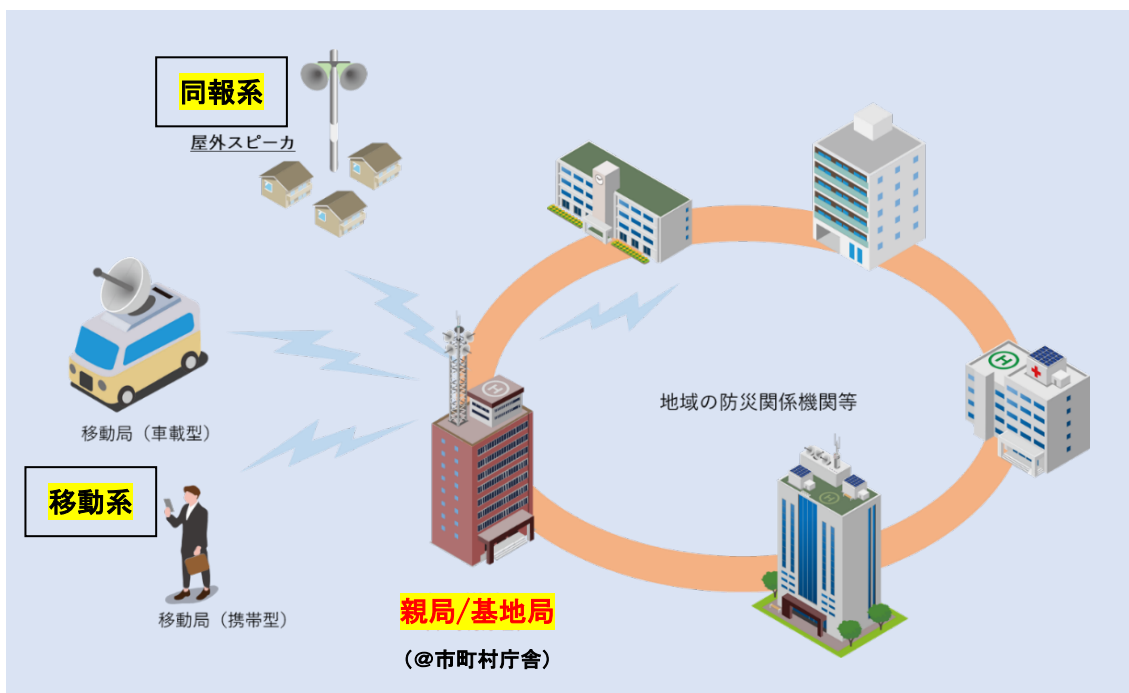 同報系
屋外スピーカ
移動局（車載型）
移動系
移動局（携帯型）
地域の防災関係機関等
親局/基地局
（＠市町村庁舎）